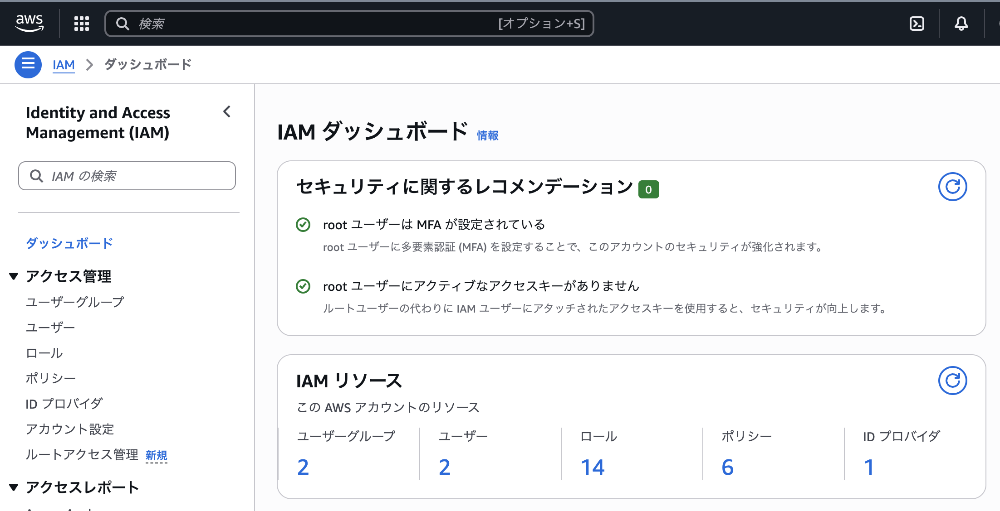 aws
検索
[オプション+S]
IAM
ダッシュボード
Identity and Access
Management (IAM)
IAM の検索
ダッシュボード
アクセス管理
ユーザーグループ
ユーザー
ロール
ポリシー
ID プロバイダ
アカウント設定
ルートアクセス管理 新規
アクセスレポート
IAM ダッシュボード 情報
セキュリティに関するレコメンデーション 0
root ユーザーは MFA が設定されている
root ユーザーに多要素認証 (MFA) を設定することで、このアカウントのセキュリティが強化されます。
root ユーザーにアクティブなアクセスキーがありません
ルートユーザーの代わりに IAM ユーザーにアタッチされたアクセスキーを使用すると、セキュリティが向上します。
IAM リソース
この AWS アカウントのリソース
ユーザーグループ
2
ユーザー
2
ロール
14
ポリシー
6
ID プロバイダ
1